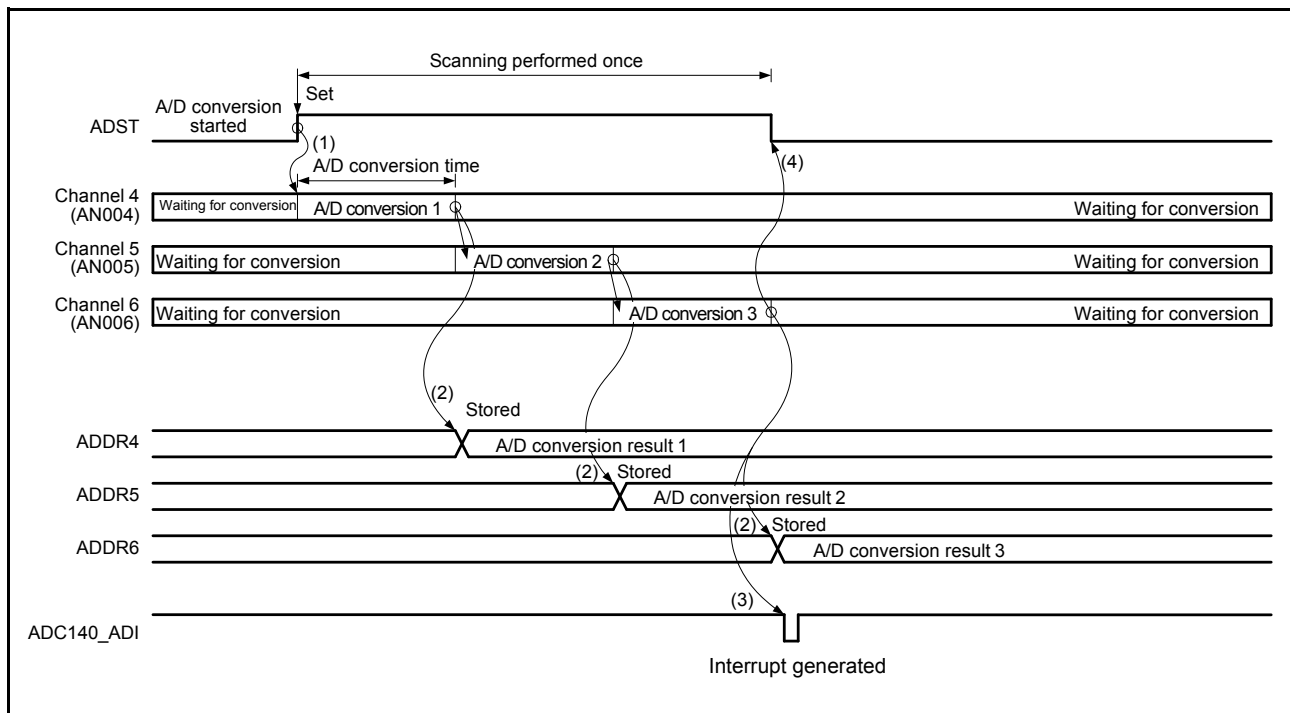 Scanning performed once
Set
A/D conversion
started
ADST
(1)
(4)
A/D conversion time
Channel 4
(AN004)
Waiting for conversion
A/D conversion 1
Waiting for conversion
Channel 5
(AN005)
Waiting for conversion
A/D conversion 2
Waiting for conversion
Channel 6
(AN006)
Waiting for conversion
A/D conversion 3
Waiting for conversion
(2)
Stored
ADDR4
A/D conversion result 1
(2)
Stored
ADDR5
A/D conversion result 2
(2)
Stored
ADDR6
A/D conversion result 3
(3)
ADC140_ADI
Interrupt generated